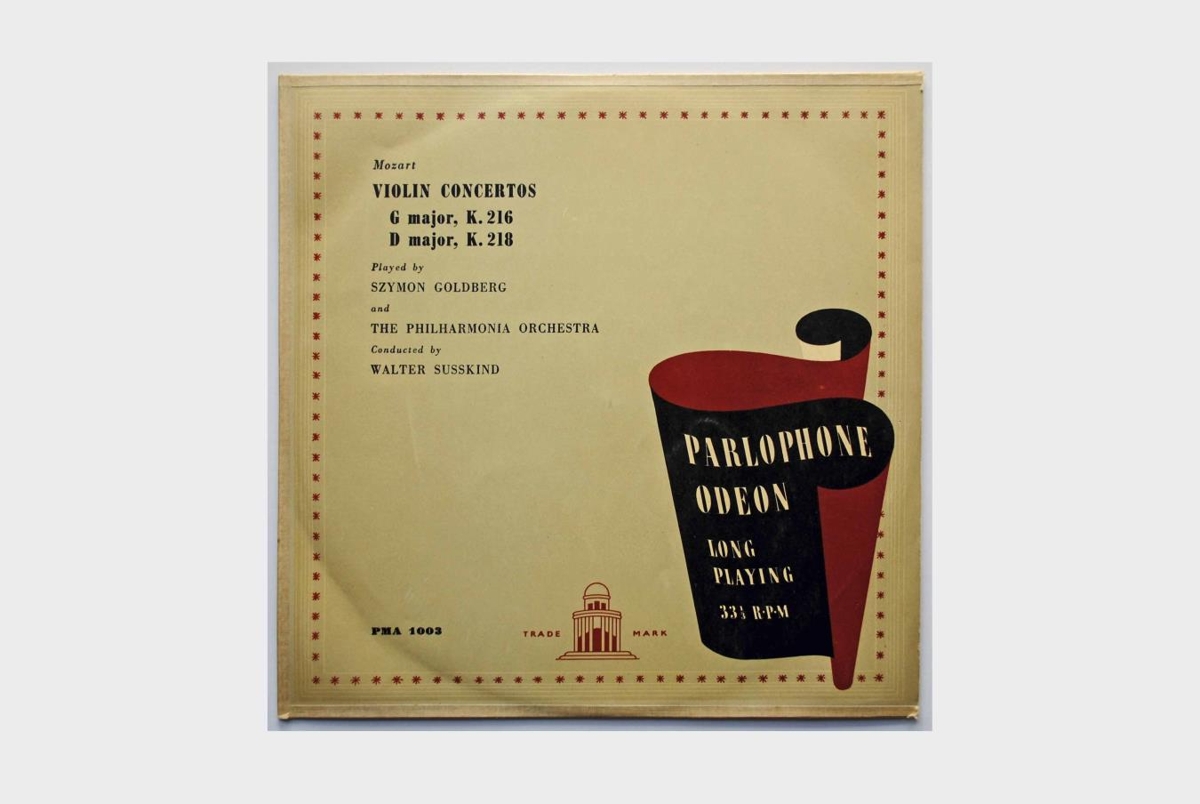 Mozart
VIOLIN CONCERTOS
G major, K. 216
D major, K. 218
Played by
SZYMON GOLDBERG
and
THE PHILHARMONIA ORCHESTRA
Conducted by
WALTER SUSSKIND
PARLOPHONE
ODEON
LONG
PLAYING
33⅓ R·P·M
PMA 1003
TRADE MARK